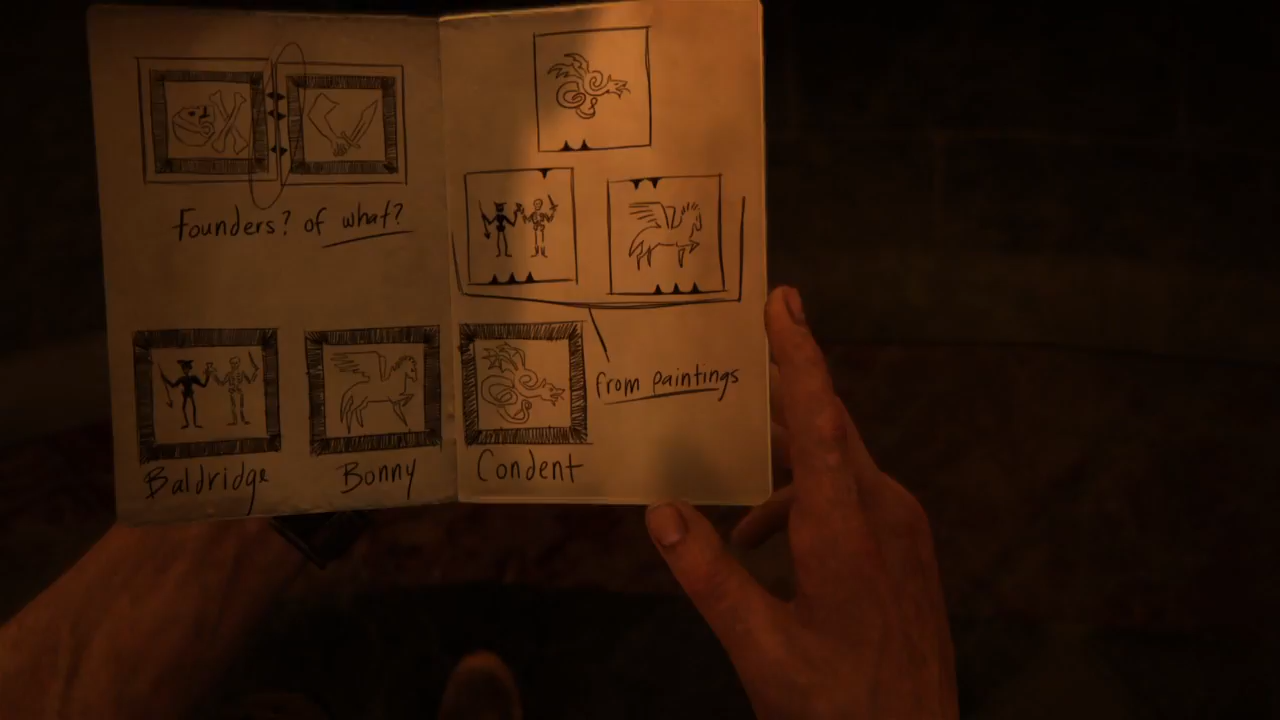 Founders? of what?
from paintings
Baldridge
Bonny
Condent